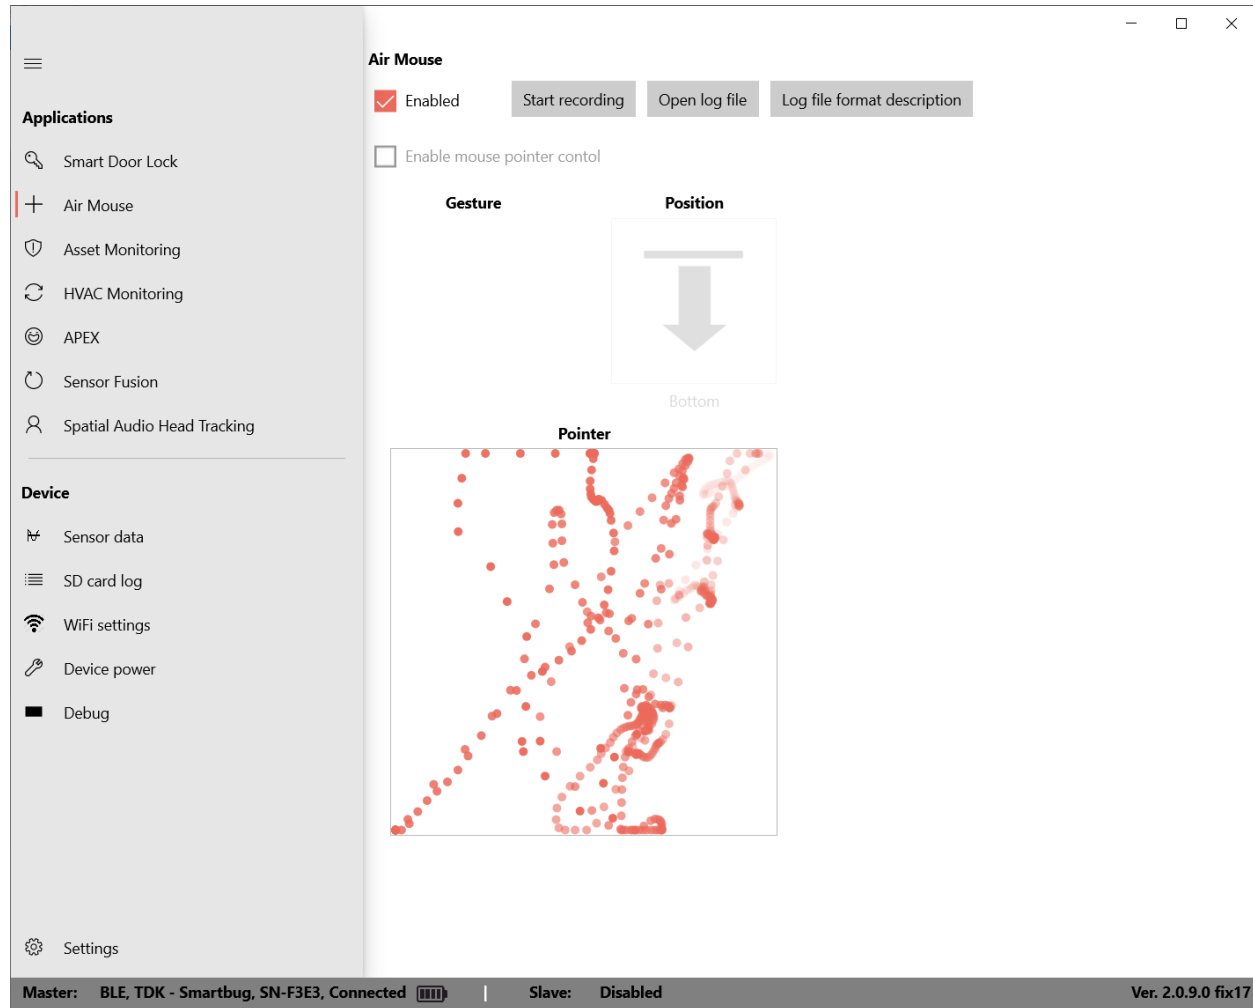 Air Mouse
Applications
Enabled
Start recording
Open log file
Log file format description
Smart Door Lock
Enable mouse pointer contol
Air Mouse
Gesture
Position
Asset Monitoring
HVAC Monitoring
APEX
Sensor Fusion
Bottom
Spatial Audio Head Tracking
Pointer
Device
Sensor data
SD card log
WiFi settings
Device power
Debug
Settings
Master: BLE, TDK - Smartbug, SN-F3E3, Connected | Slave: Disabled Ver. 2.0.9.0 fix17